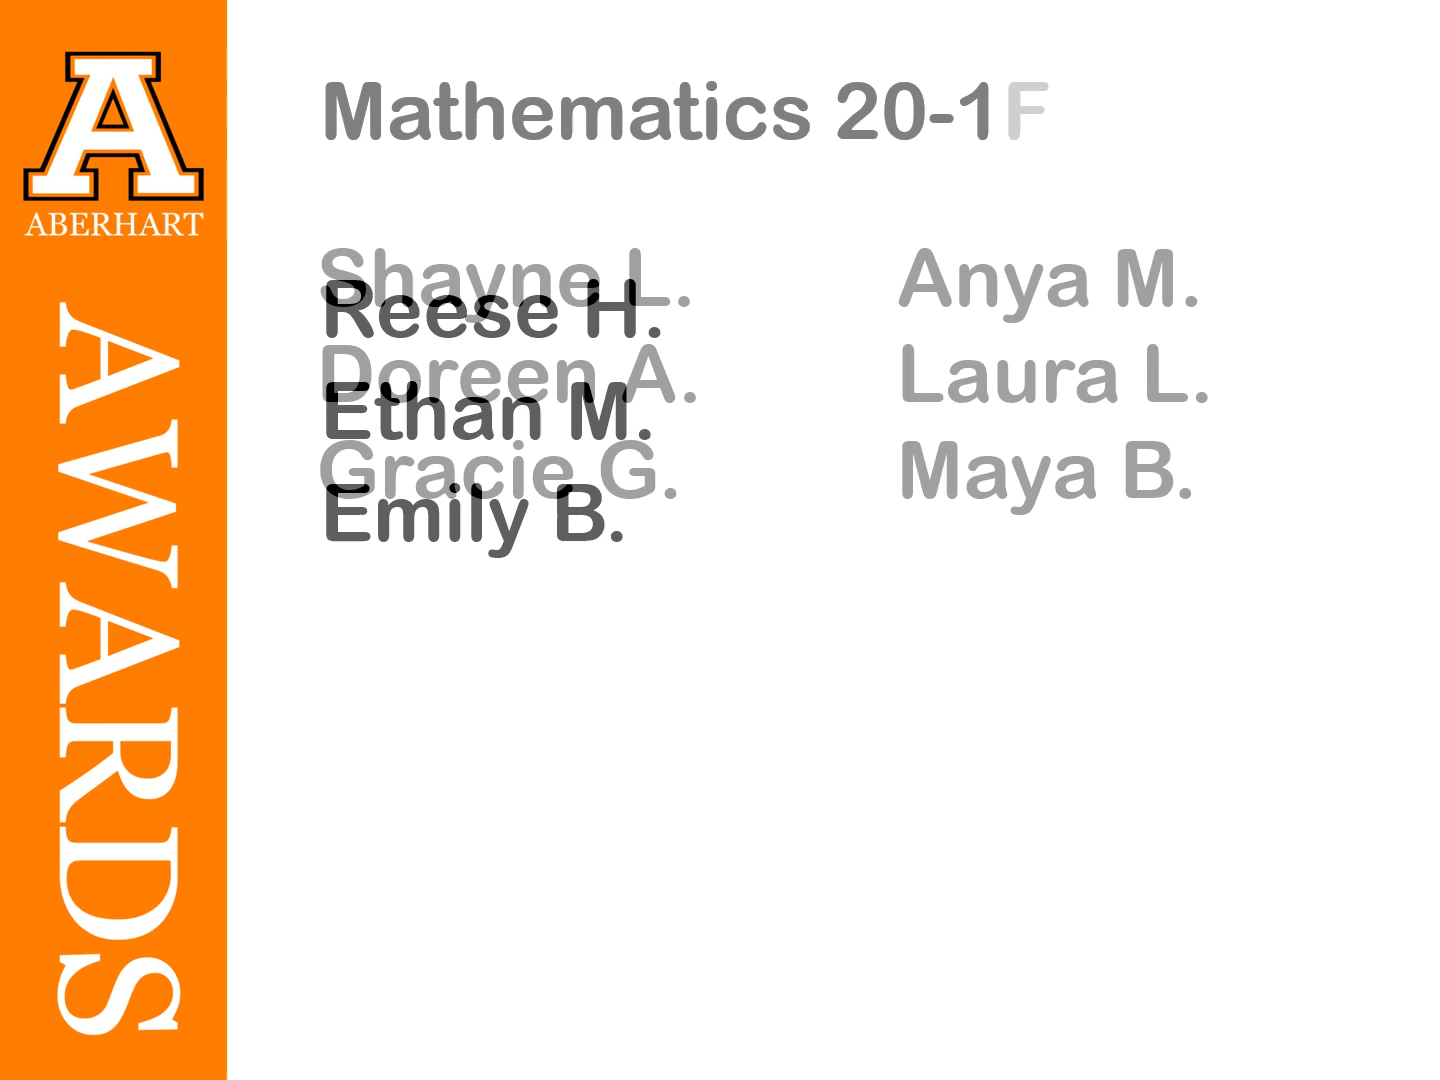 A
ABERHART
AWARDS
Mathematics 20-1F
Shayne L.
Reese H.
Doreen A.
Ethan M.
Gracie G.
Emily B.
Anya M.
Laura L.
Maya B.